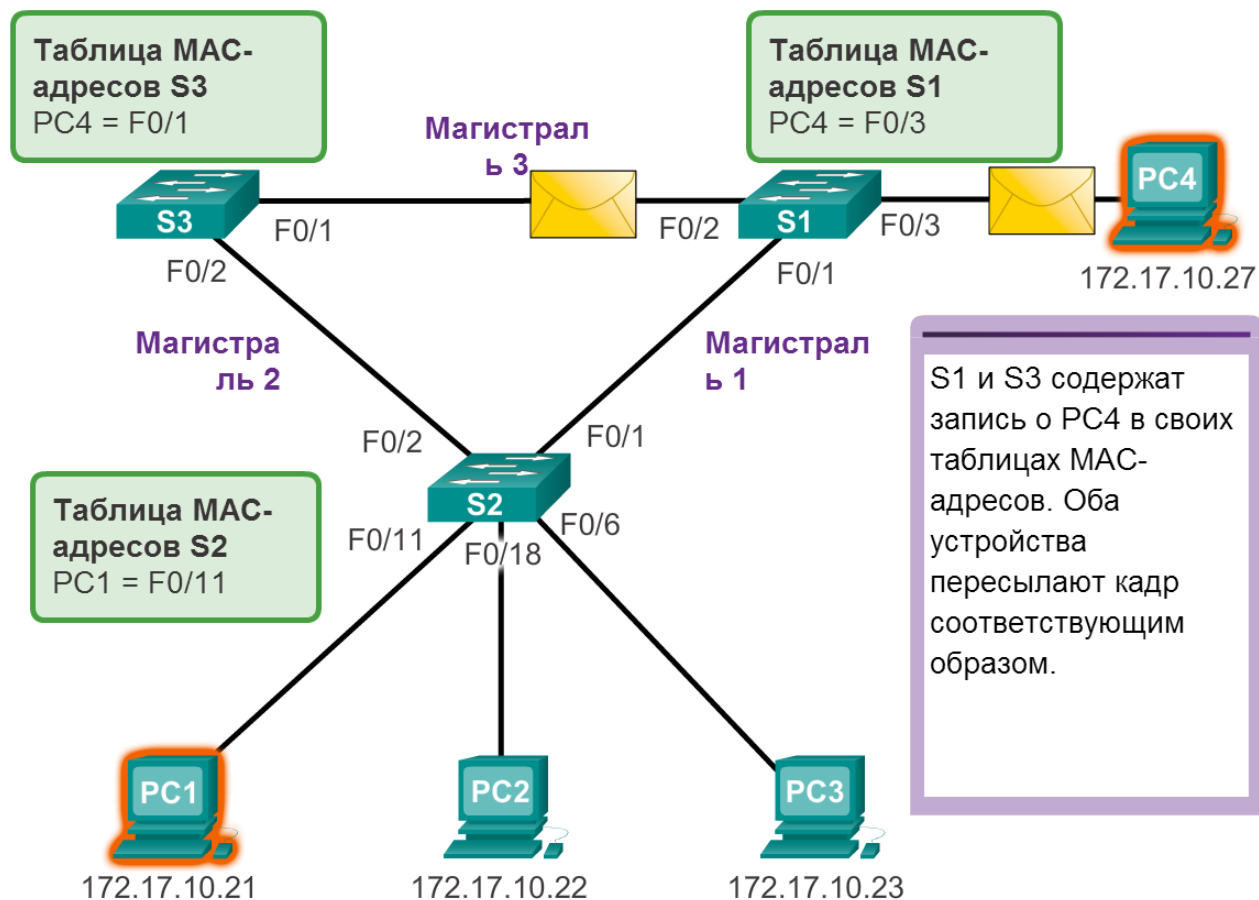 Таблица MAC-
адресов S3
PC4 = F0/1
Таблица MAC-
адресов S1
PC4 = F0/3
Магистрал
ь 3
PC4
S3
F0/1
F0/2
S1
F0/3
F0/2
F0/1
172.17.10.27
Магистра
ль 2
Магистрал
ь 1
S1 и S3 содержат
запись о PC4 в своих
таблицах MAC-
адресов. Оба
устройства
пересылают кадр
соответствующим
образом.
F0/2
F0/1
Таблица MAC-
адресов S2
PC1 = F0/11
S2
F0/11
F0/18
F0/6
PC1
PC2
PC3
172.17.10.21
172.17.10.22
172.17.10.23